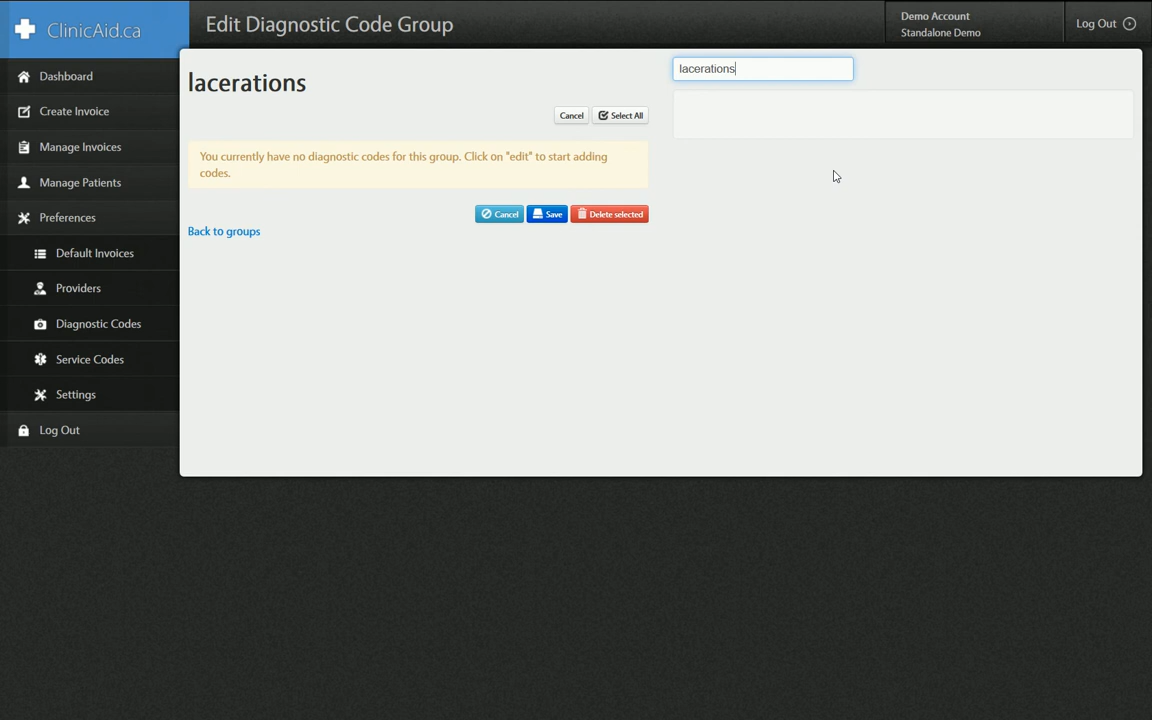 ClinicAid.ca
Edit Diagnostic Code Group
Demo Account
Standalone Demo
Log Out
Dashboard
Create Invoice
Manage Invoices
Manage Patients
Preferences
Default Invoices
Providers
Diagnostic Codes
Service Codes
Settings
Log Out
lacerations
Cancel
Select All
You currently have no diagnostic codes for this group. Click on "edit" to start adding
codes.
Cancel
Save
Delete selected
Back to groups
lacerations